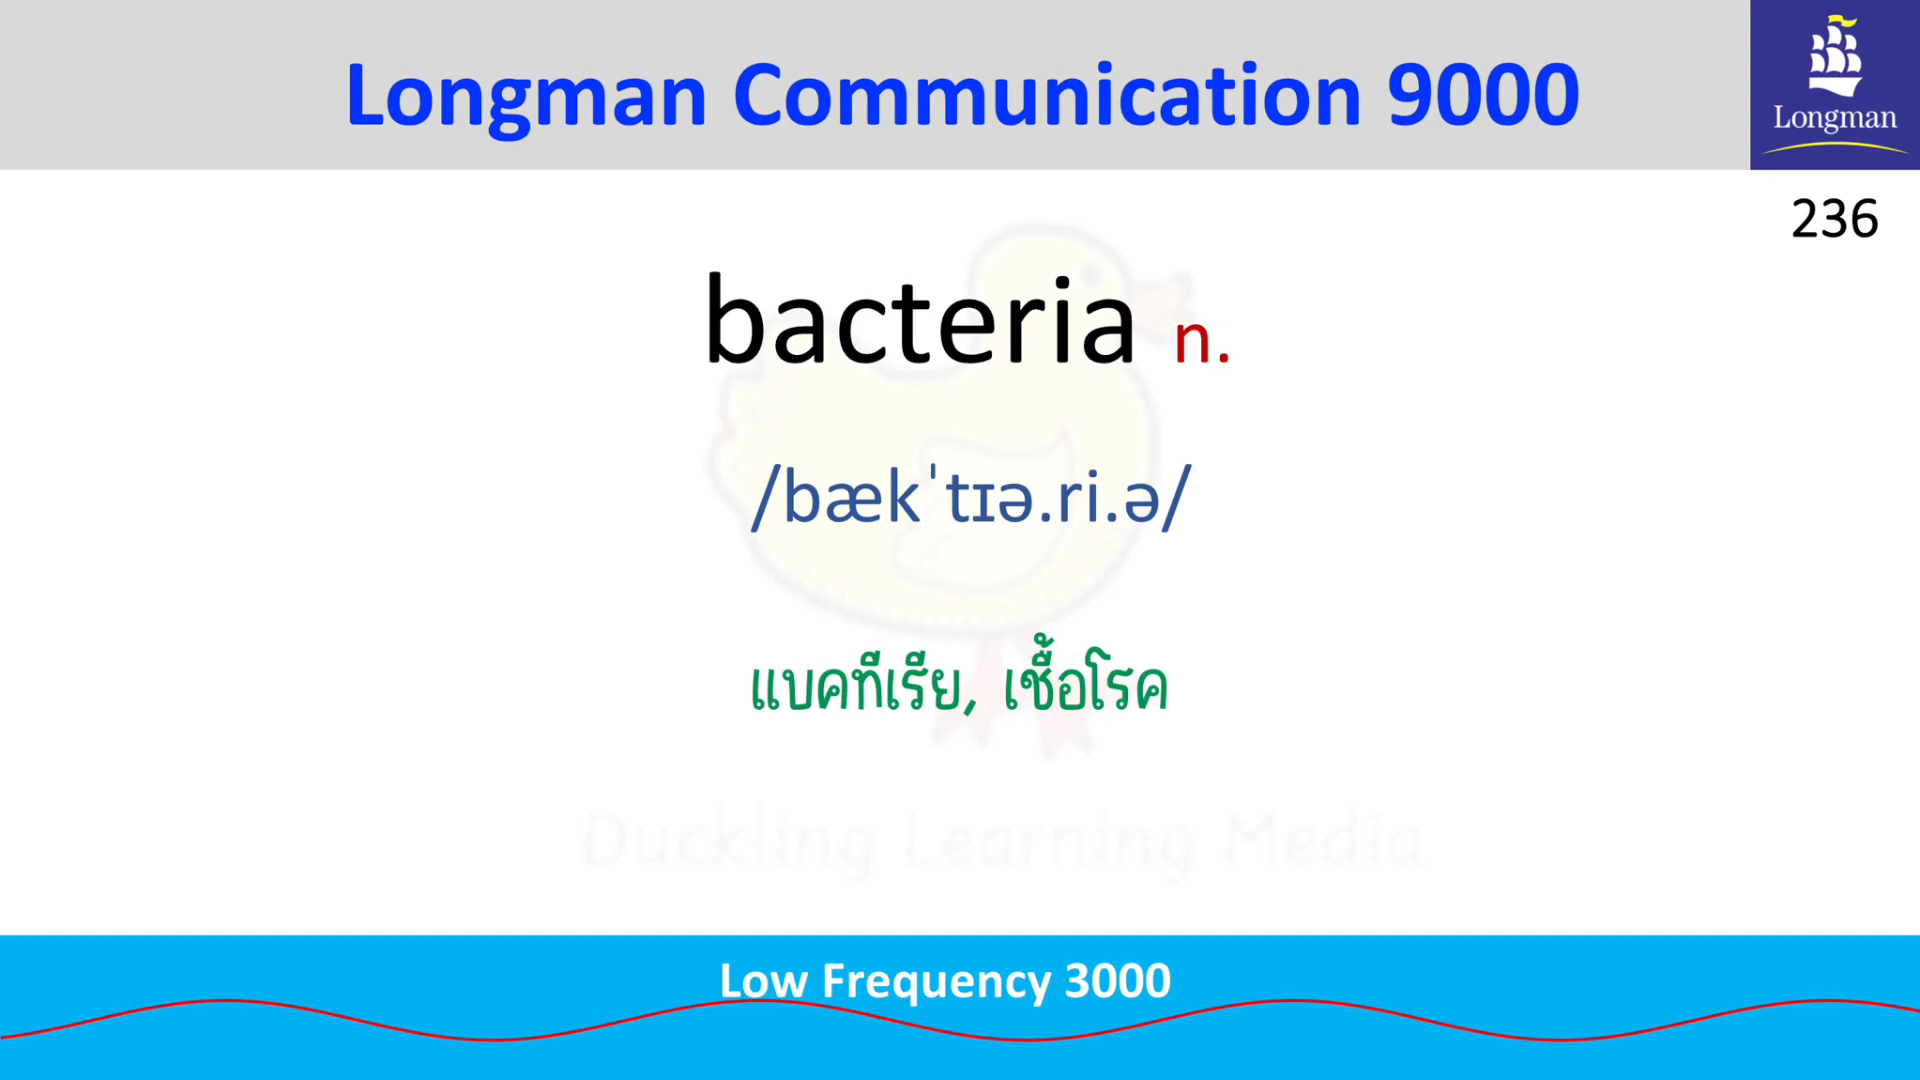 Longman Communication 9000
Longman
236
bacteria n.
/bækˈtɪə.ri.ə/
แบคทีเรีย, เชื้อโรค
Duckling Learning Media
Low Frequency 3000